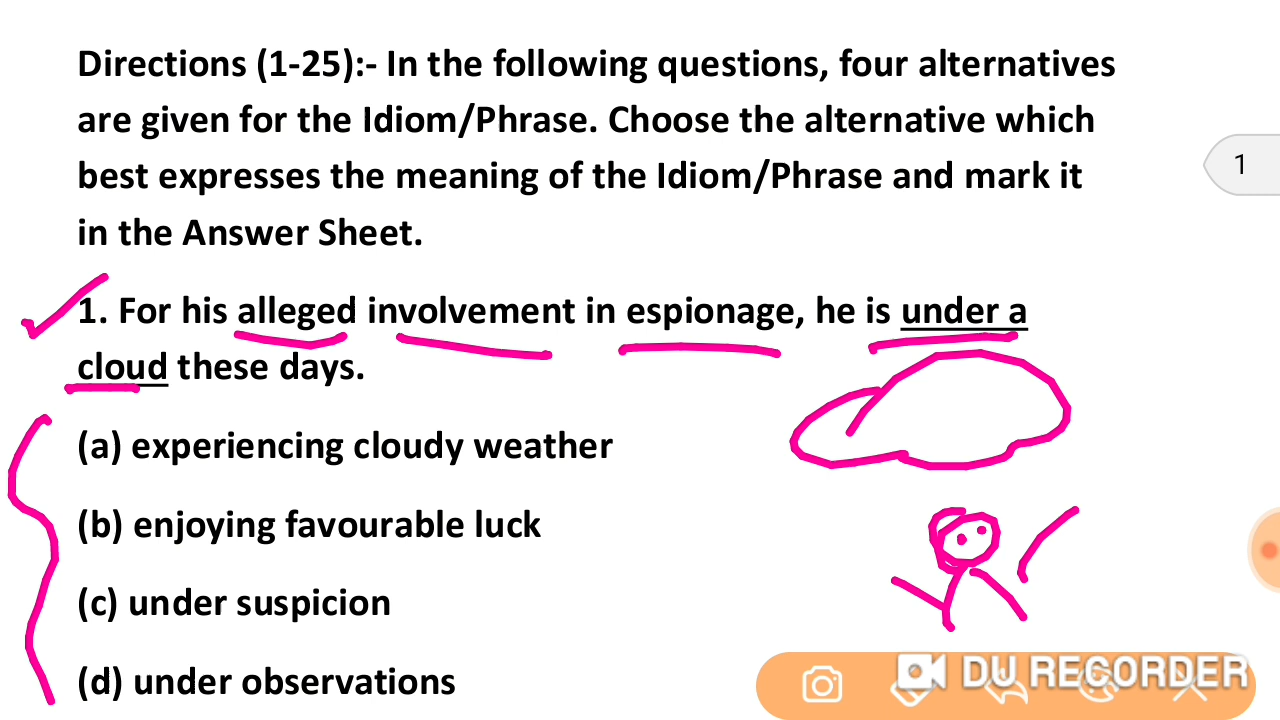 Directions (1-25):- In the following questions, four alternatives
are given for the Idiom/Phrase. Choose the alternative which
best expresses the meaning of the Idiom/Phrase and mark it
in the Answer Sheet.
1
1. For his alleged involvement in espionage, he is under a
cloud these days.
(a) experiencing cloudy weather
(b) enjoying favourable luck
(c) under suspicion
(d) under observations
DU RECORDER